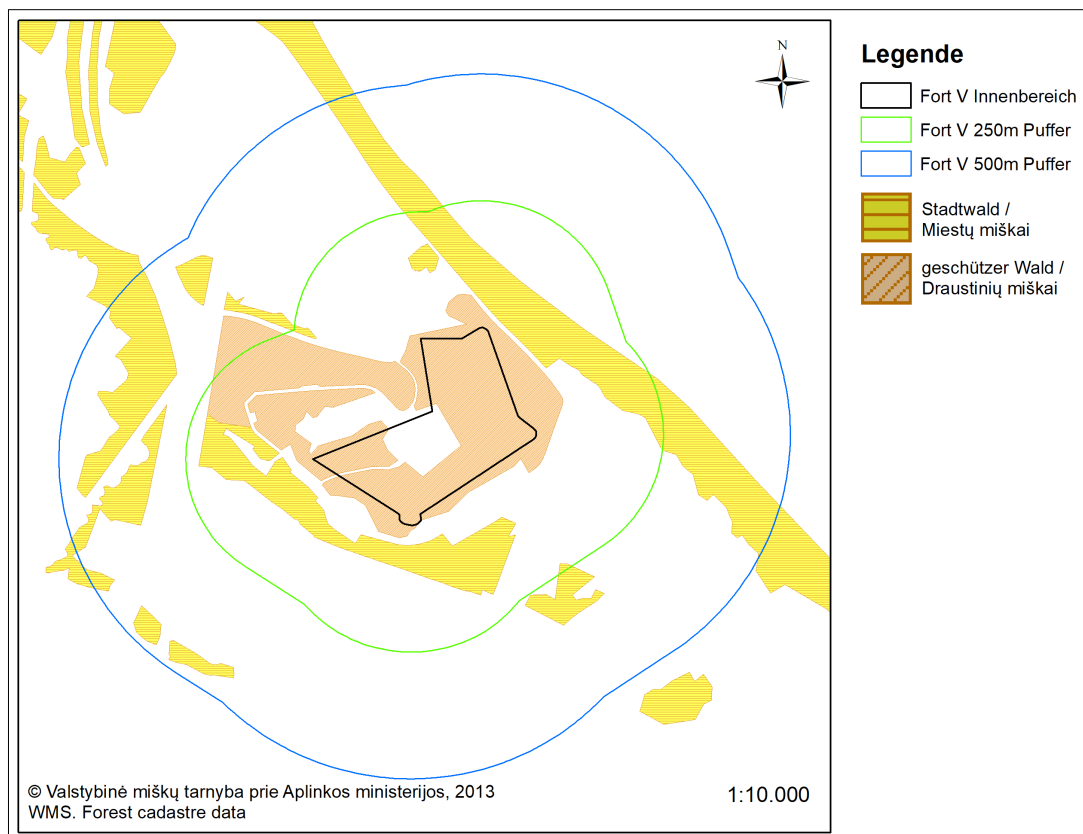 N
Legende
Fort V Innenbereich
Fort V 250m Puffer
Fort V 500m Puffer
Stadtwald /
Miestų miškai
geschützer Wald /
Draustinių miškai
© Valstybinė miškų tarnyba prie Aplinkos ministerijos, 2013
WMS. Forest cadastre data
1:10.000